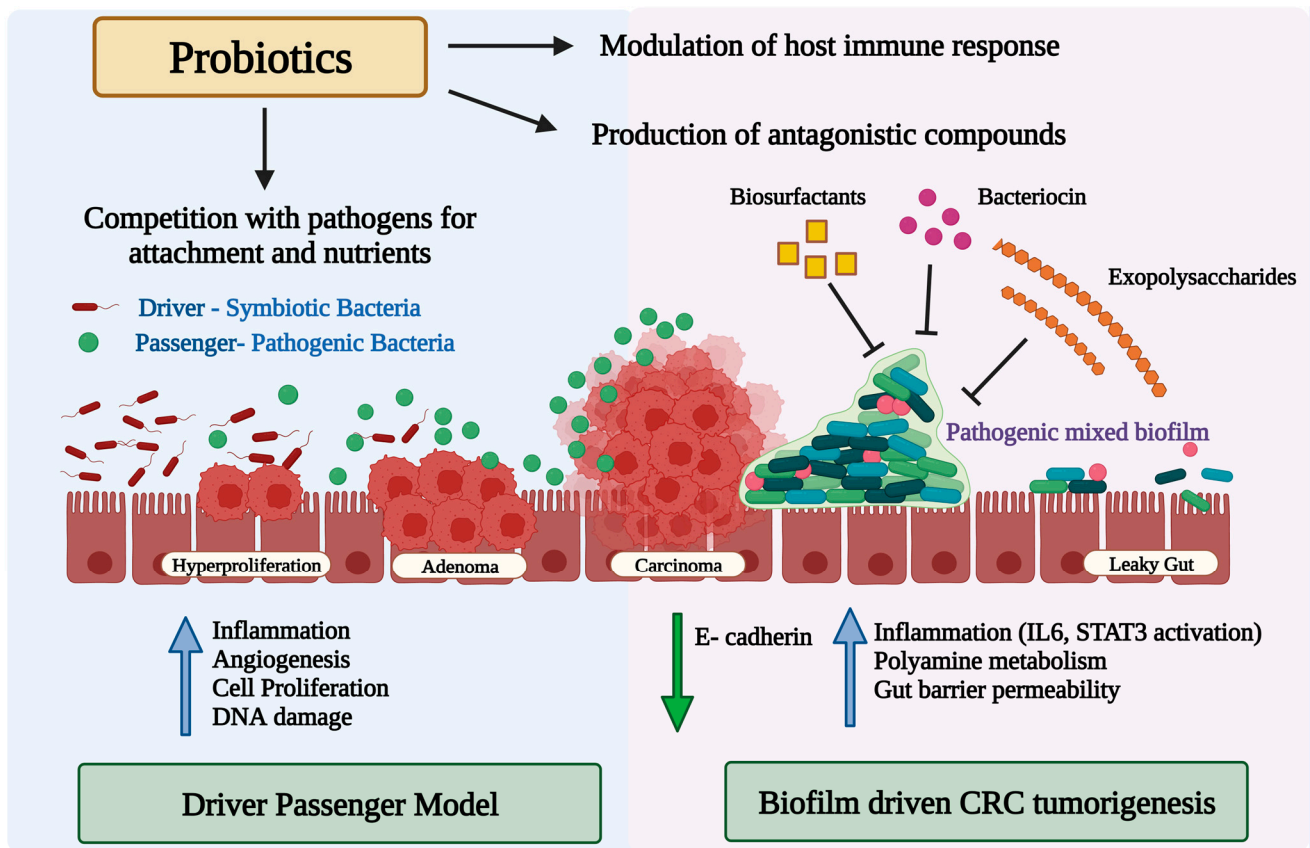 Probiotics
Modulation of host immune response
Production of antagonistic compounds
Competition with pathogens for
attachment and nutrients
Driver - Symbiotic Bacteria
Passenger- Pathogenic Bacteria
Biosurfactants
Bacteriocin
Exopolysaccharides
Pathogenic mixed biofilm
Hyperproliferation
Adenoma
Carcinoma
Leaky Gut
Inflammation
Angiogenesis
Cell Proliferation
DNA damage
E- cadherin
Inflammation (IL6, STAT3 activation)
Polyamine metabolism
Gut barrier permeability
Driver Passenger Model
Biofilm driven CRC tumorigenesis